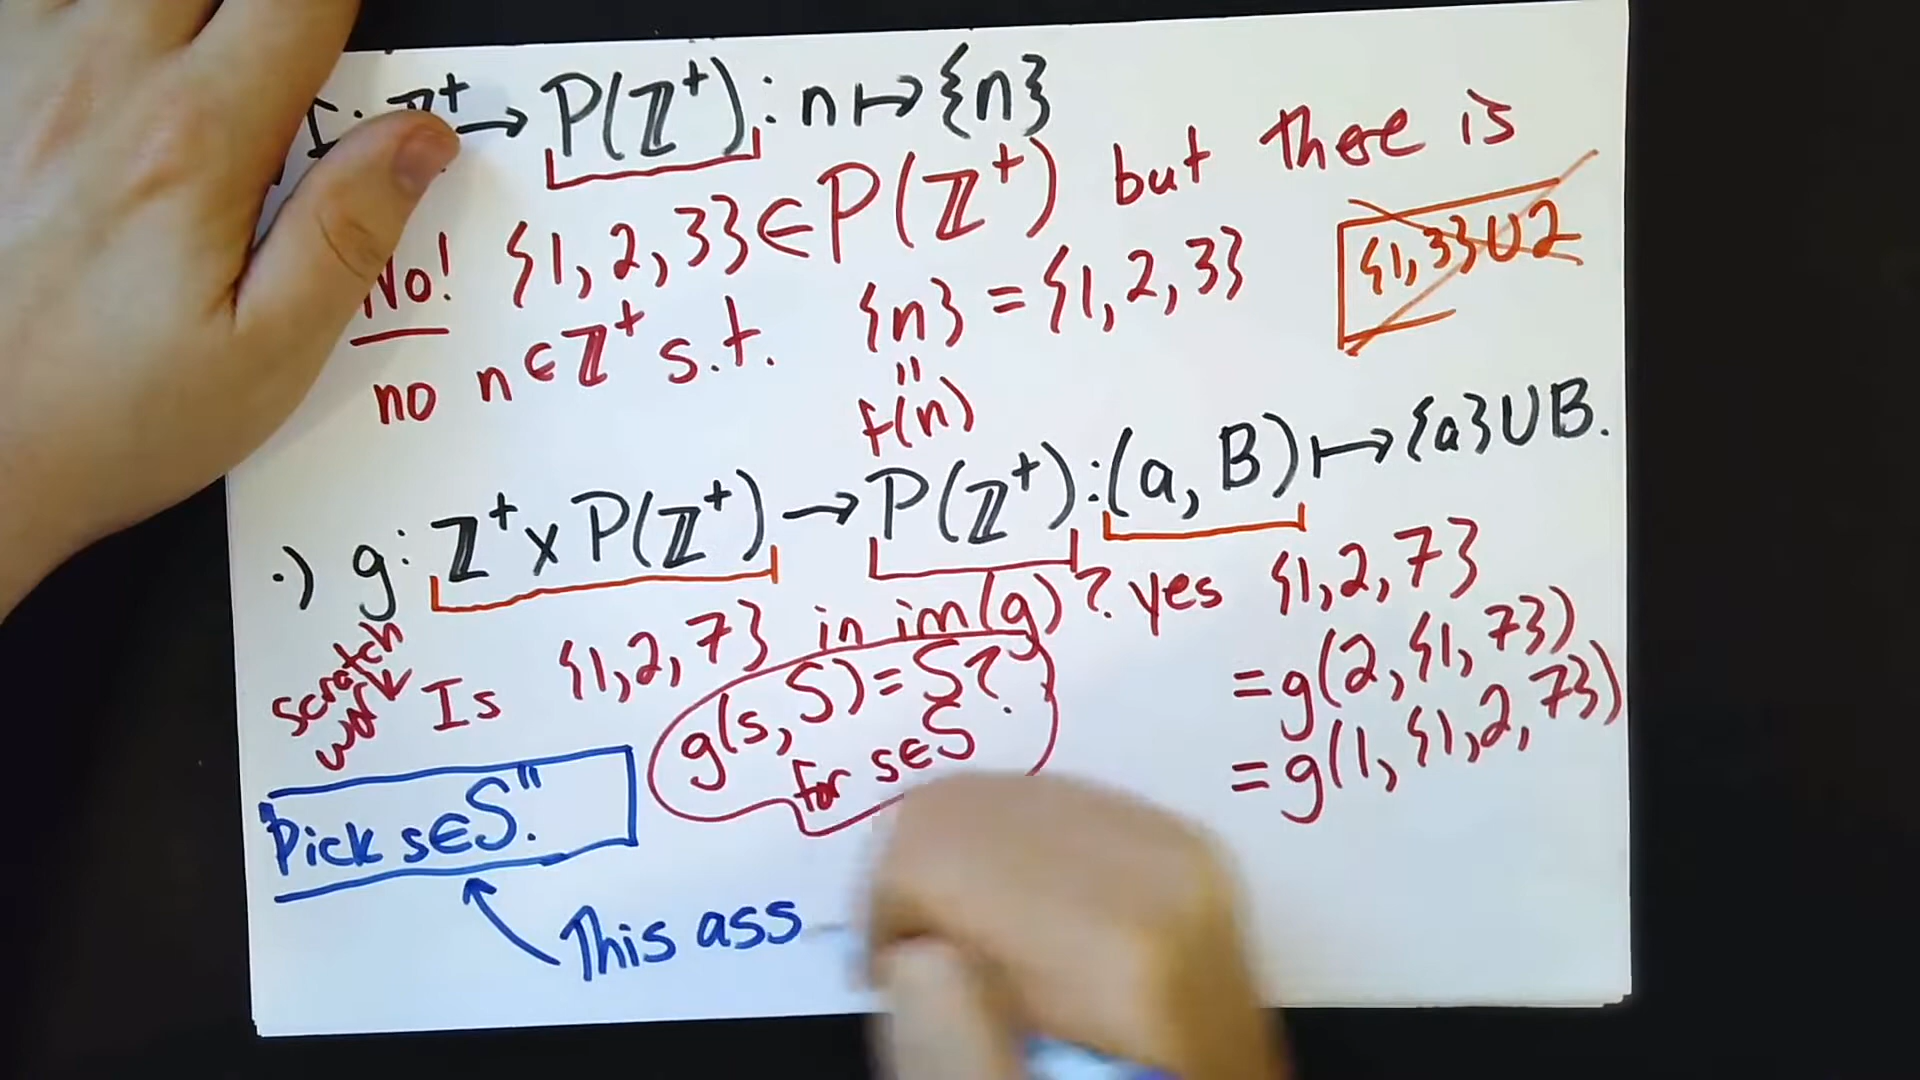 ℤ⁺ → P(ℤ⁺) : n ↦ {n}
No! {1, 2, 3} ∈ P(ℤ⁺) but there is
no n ∈ ℤ⁺ s.t. {n} = {1, 2, 3}
"
f(n)
{1, 3} ∪ 2
·) g: ℤ⁺ x P(ℤ⁺) → P(ℤ⁺) : (a, B) ↦ {a} ∪ B.
scratch
work
Is {1, 2, 7} in im(g)? yes {1, 2, 7}
= g(2, {1, 7})
= g(1, {1, 2, 7})
g(s, S) = S?
for s ∈ S
Pick s ∈ S."
This ass